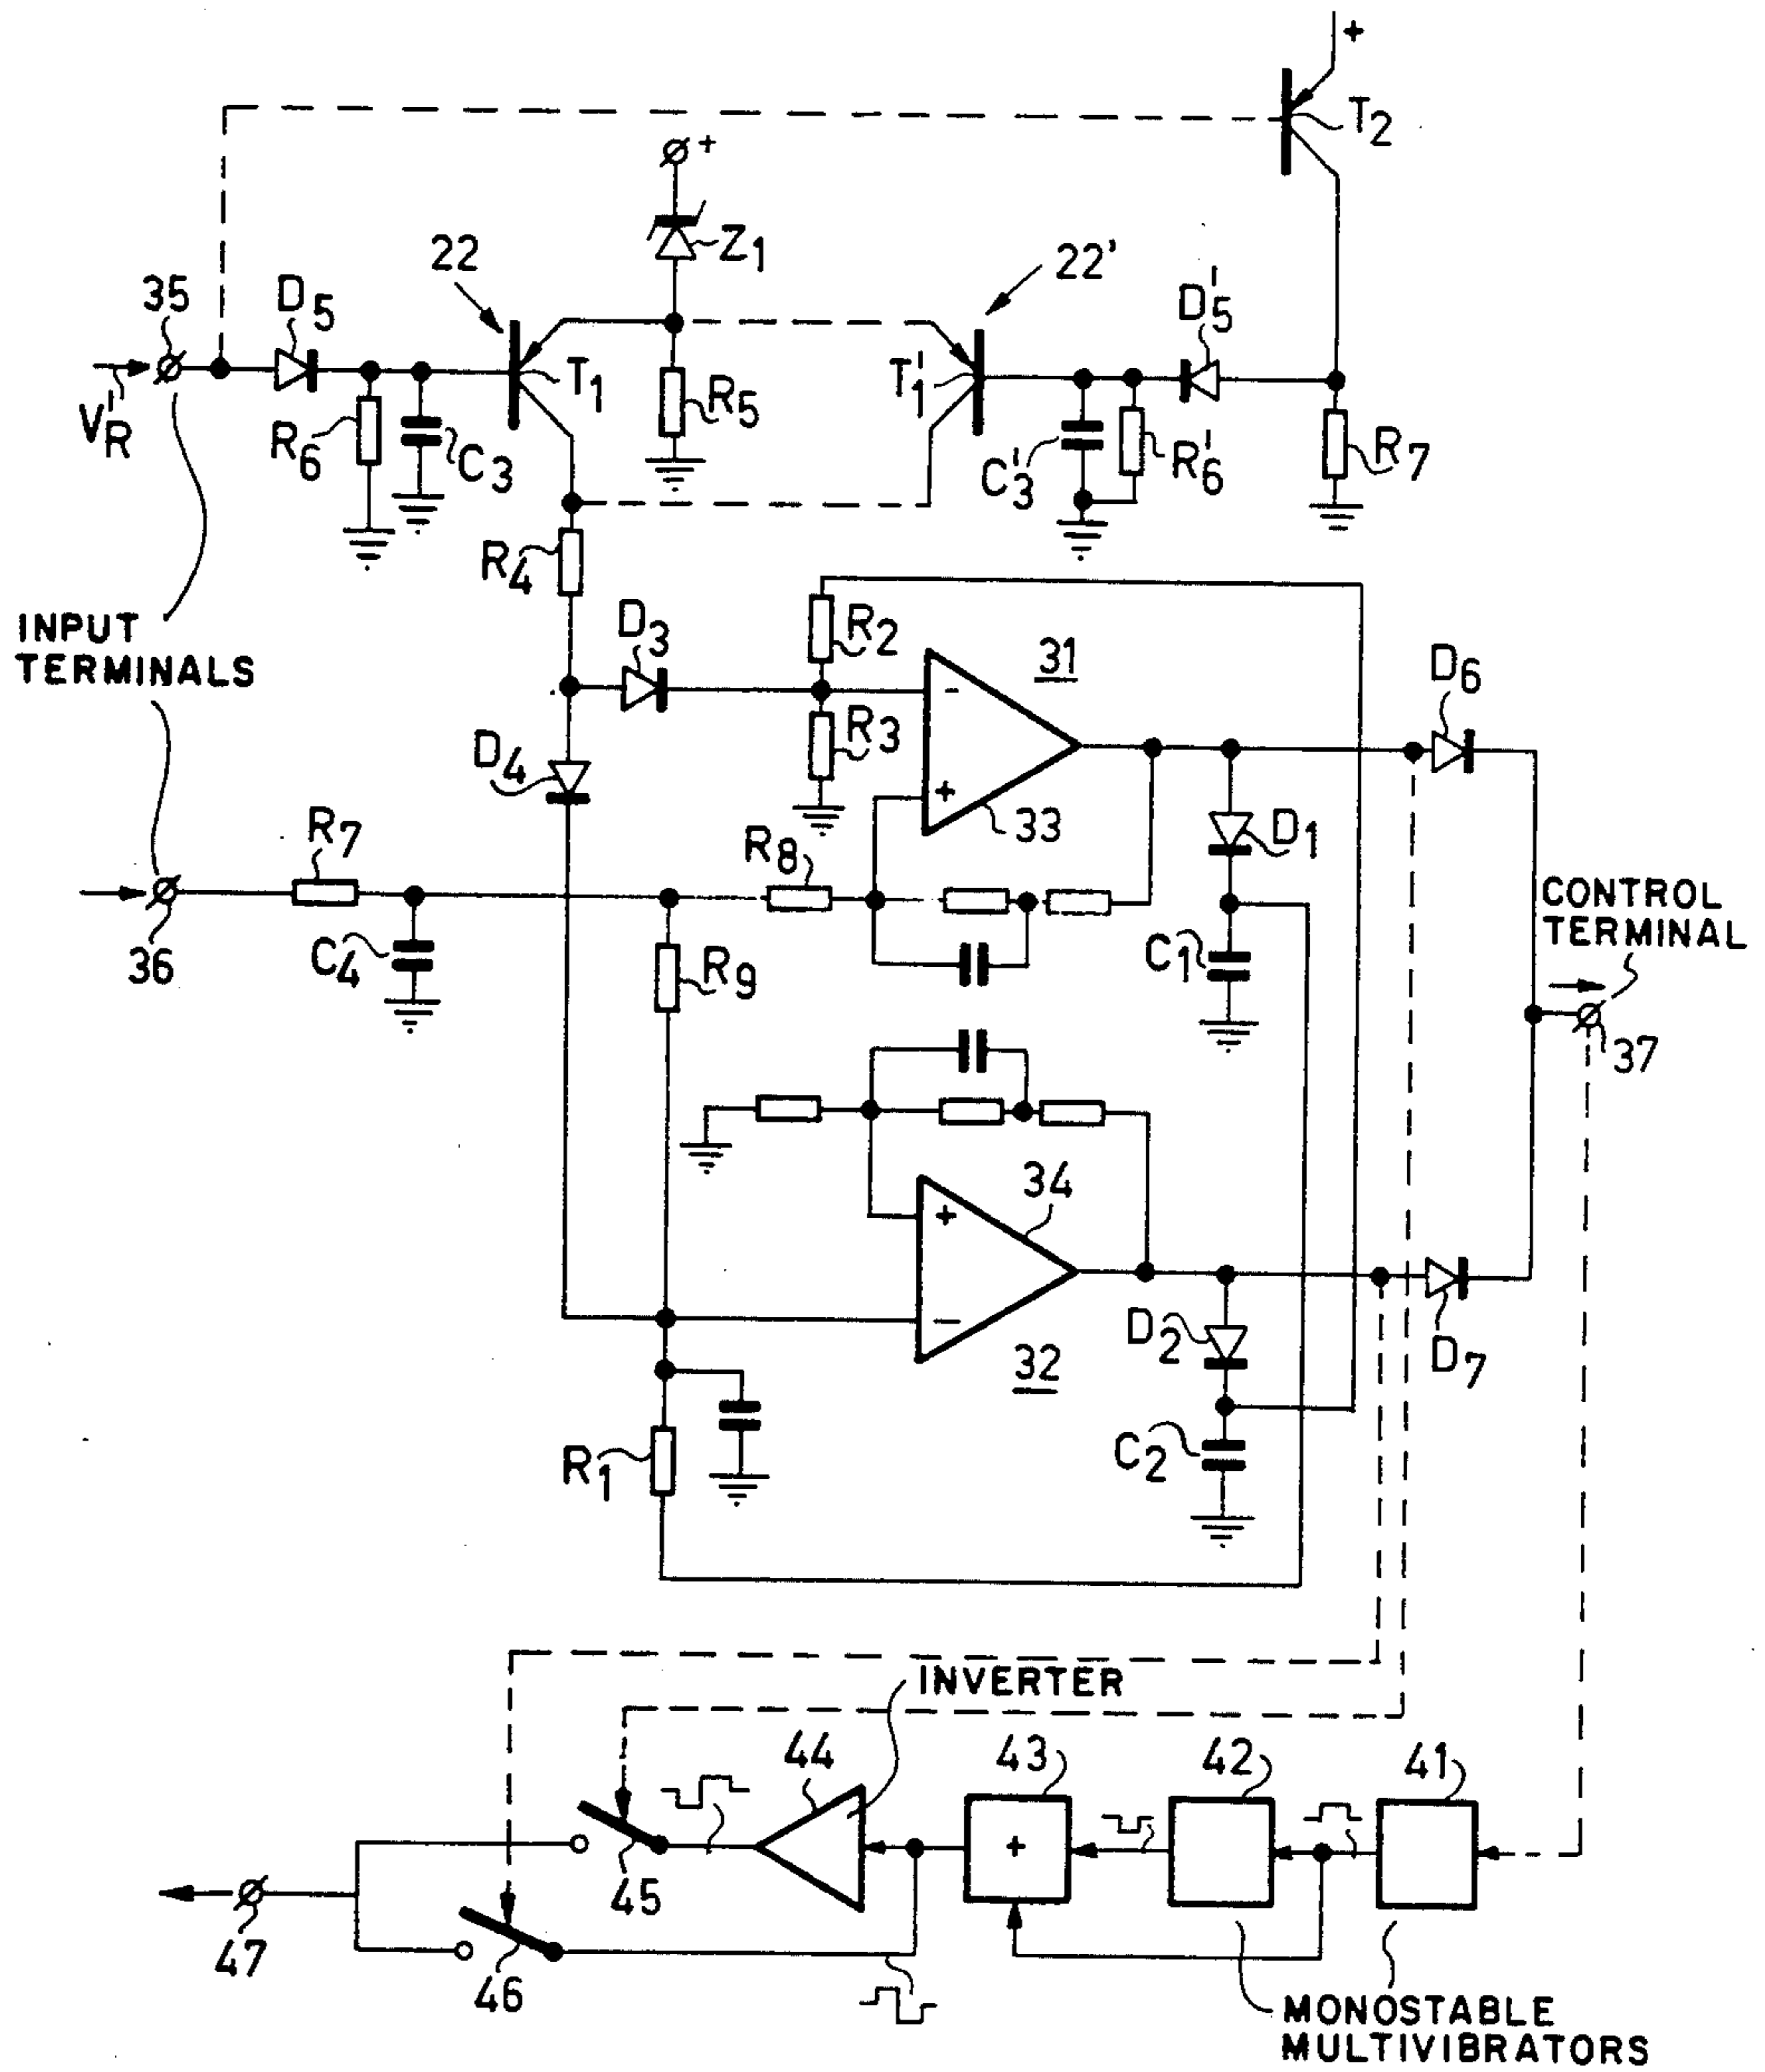 +
T2
+
Z1
22
22'
35
D5
D'5
V'R
T1
R5
T'1
R6
C3
C'3
R'6
R7
R4
INPUT
TERMINALS
D3
R2
31
D6
-
R3
D4
+
33
D1
R7
R8
CONTROL
TERMINAL
36
C4
R9
C1
37
34
+
D2
-
32
D7
R1
C2
INVERTER
44
43
42
41
+
45
47
46
MONOSTABLE
MULTIVIBRATORS